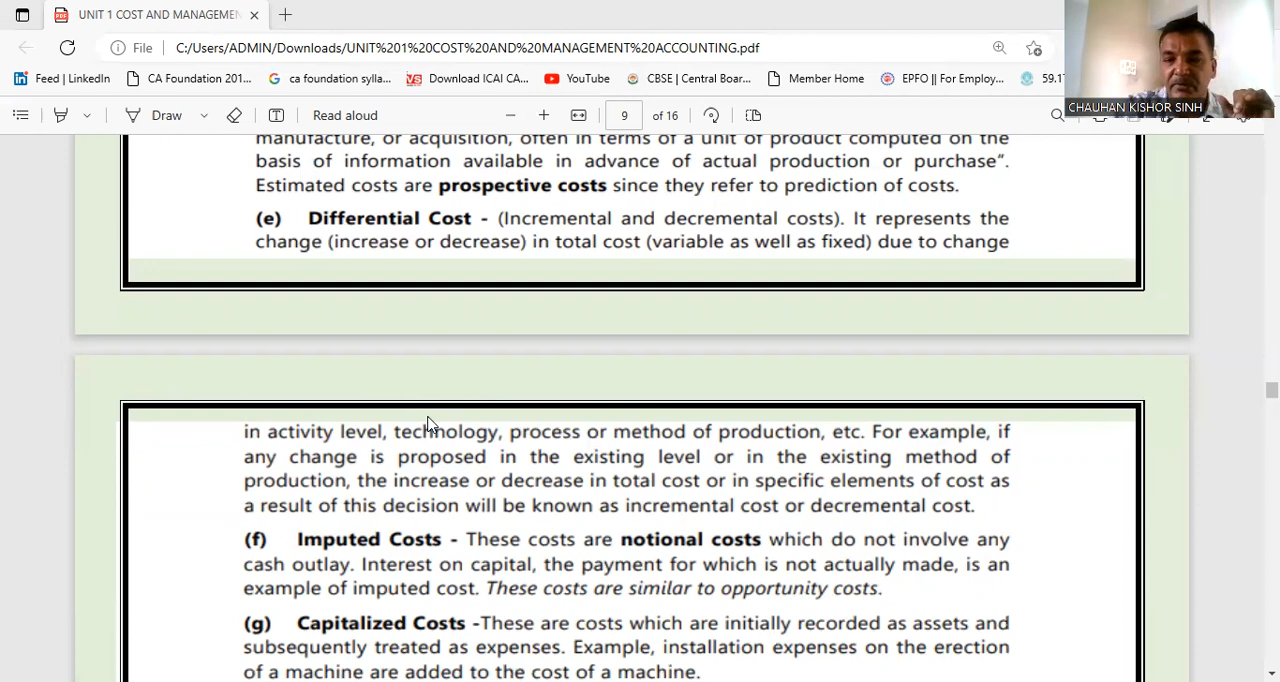 UNIT 1 COST AND MANAGEMEN
File C:/Users/ADMIN/Downloads/UNIT%201%20COST%20AND%20MANAGEMENT%20ACCOUNTING.pdf
Feed | LinkedIn CA Foundation 201... ca foundation sylla... Download ICAI CA... YouTube CBSE | Central Boar... Member Home EPFO || For Employ... 59.1
CHAUHAN KISHOR SINH
Draw Read aloud 9 of 16
manufacture, or acquisition, often in terms of a unit of product computed on the
basis of information available in advance of actual production or purchase".
Estimated costs are prospective costs since they refer to prediction of costs.
(e) Differential Cost - (Incremental and decremental costs). It represents the
change (increase or decrease) in total cost (variable as well as fixed) due to change
in activity level, technology, process or method of production, etc. For example, if
any change is proposed in the existing level or in the existing method of
production, the increase or decrease in total cost or in specific elements of cost as
a result of this decision will be known as incremental cost or decremental cost.
(f) Imputed Costs - These costs are notional costs which do not involve any
cash outlay. Interest on capital, the payment for which is not actually made, is an
example of imputed cost. These costs are similar to opportunity costs.
(g) Capitalized Costs -These are costs which are initially recorded as assets and
subsequently treated as expenses. Example, installation expenses on the erection
of a machine are added to the cost of a machine.